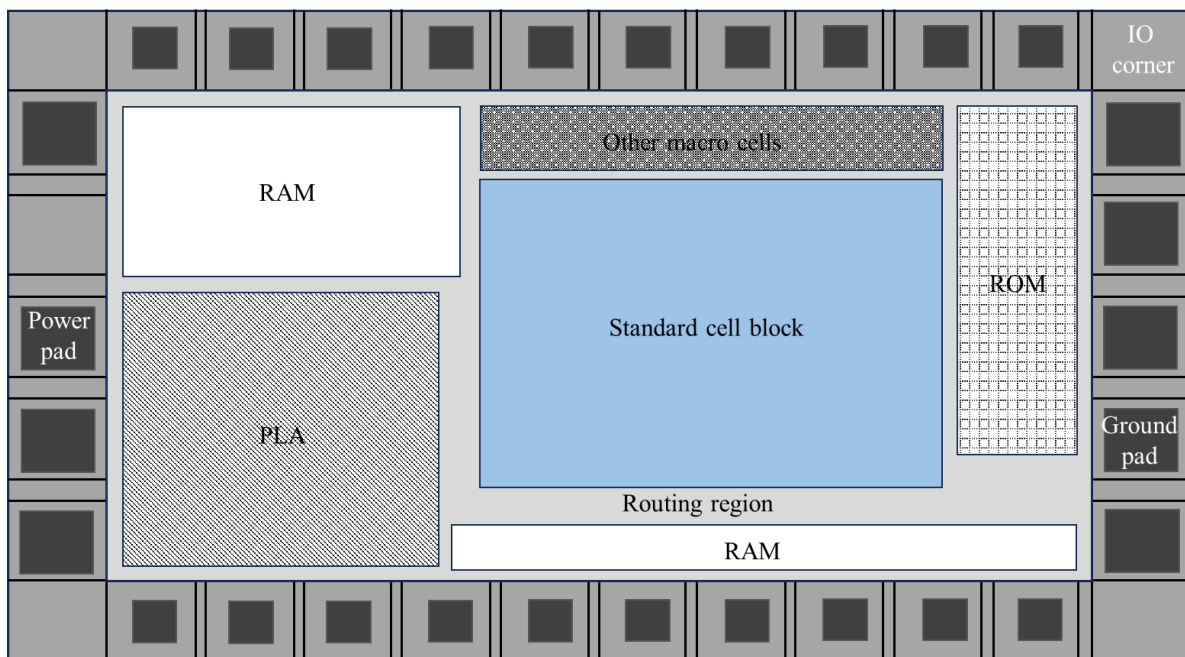 IO
corner
Other macro cells
RAM
ROM
Power
pad
Standard cell block
PLA
Ground
pad
Routing region
RAM